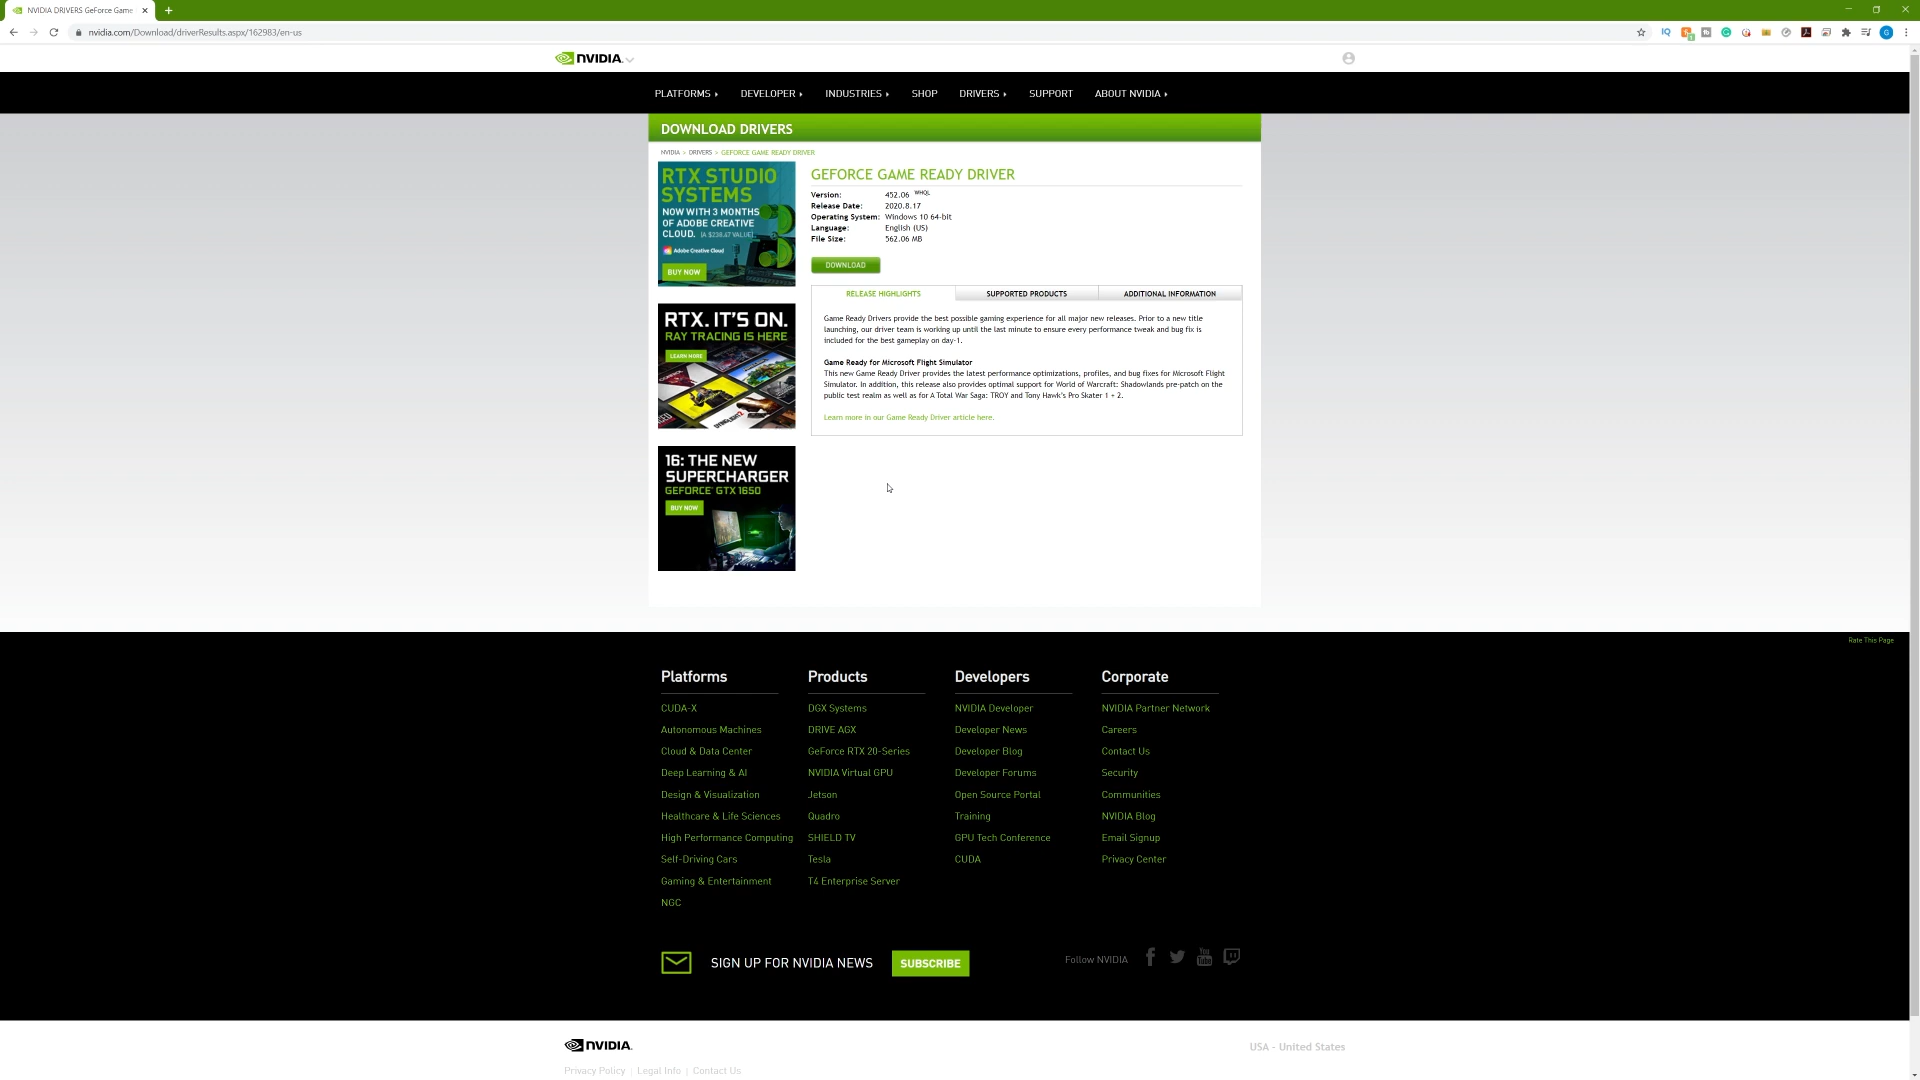 NVIDIA DRIVERS GeForce Game
nvidia.com/Download/driverResults.aspx/162983/en-us
IQ
G
NVIDIA.
PLATFORMS
DEVELOPER
INDUSTRIES
SHOP
DRIVERS
SUPPORT
ABOUT NVIDIA
DOWNLOAD DRIVERS
NVIDIA > DRIVERS > GEFORCE GAME READY DRIVER
RTX STUDIO
SYSTEMS
NOW WITH 3 MONTHS
OF ADOBE CREATIVE
CLOUD. (A $238.47 VALUE)
Adobe Creative Cloud
BUY NOW
RTX. IT'S ON.
RAY TRACING IS HERE
LEARN MORE
CONTROL
DYING LIGHT 2
16: THE NEW
SUPERCHARGER
GEFORCE® GTX 1650
BUY NOW
GEFORCE GAME READY DRIVER
Version: 452.06 WHQL
Release Date: 2020.8.17
Operating System: Windows 10 64-bit
Language: English (US)
File Size: 562.06 MB
DOWNLOAD
RELEASE HIGHLIGHTS
SUPPORTED PRODUCTS
ADDITIONAL INFORMATION
Game Ready Drivers provide the best possible gaming experience for all major new releases. Prior to a new title
launching, our driver team is working up until the last minute to ensure every performance tweak and bug fix is
included for the best gameplay on day-1.
Game Ready for Microsoft Flight Simulator
This new Game Ready Driver provides the latest performance optimizations, profiles, and bug fixes for Microsoft Flight
Simulator. In addition, this release also provides optimal support for World of Warcraft: Shadowlands pre-patch on the
public test realm as well as for A Total War Saga: TROY and Tony Hawk's Pro Skater 1 + 2.
Learn more in our Game Ready Driver article here.
Rate This Page
Platforms
CUDA-X
Autonomous Machines
Cloud & Data Center
Deep Learning & AI
Design & Visualization
Healthcare & Life Sciences
High Performance Computing
Self-Driving Cars
Gaming & Entertainment
NGC
Products
DGX Systems
DRIVE AGX
GeForce RTX 20-Series
NVIDIA Virtual GPU
Jetson
Quadro
SHIELD TV
Tesla
T4 Enterprise Server
Developers
NVIDIA Developer
Developer News
Developer Blog
Developer Forums
Open Source Portal
Training
GPU Tech Conference
CUDA
Corporate
NVIDIA Partner Network
Careers
Contact Us
Security
Communities
NVIDIA Blog
Email Signup
Privacy Center
SIGN UP FOR NVIDIA NEWS
SUBSCRIBE
Follow NVIDIA
You
Tube
NVIDIA.
USA - United States
Privacy Policy | Legal Info | Contact Us